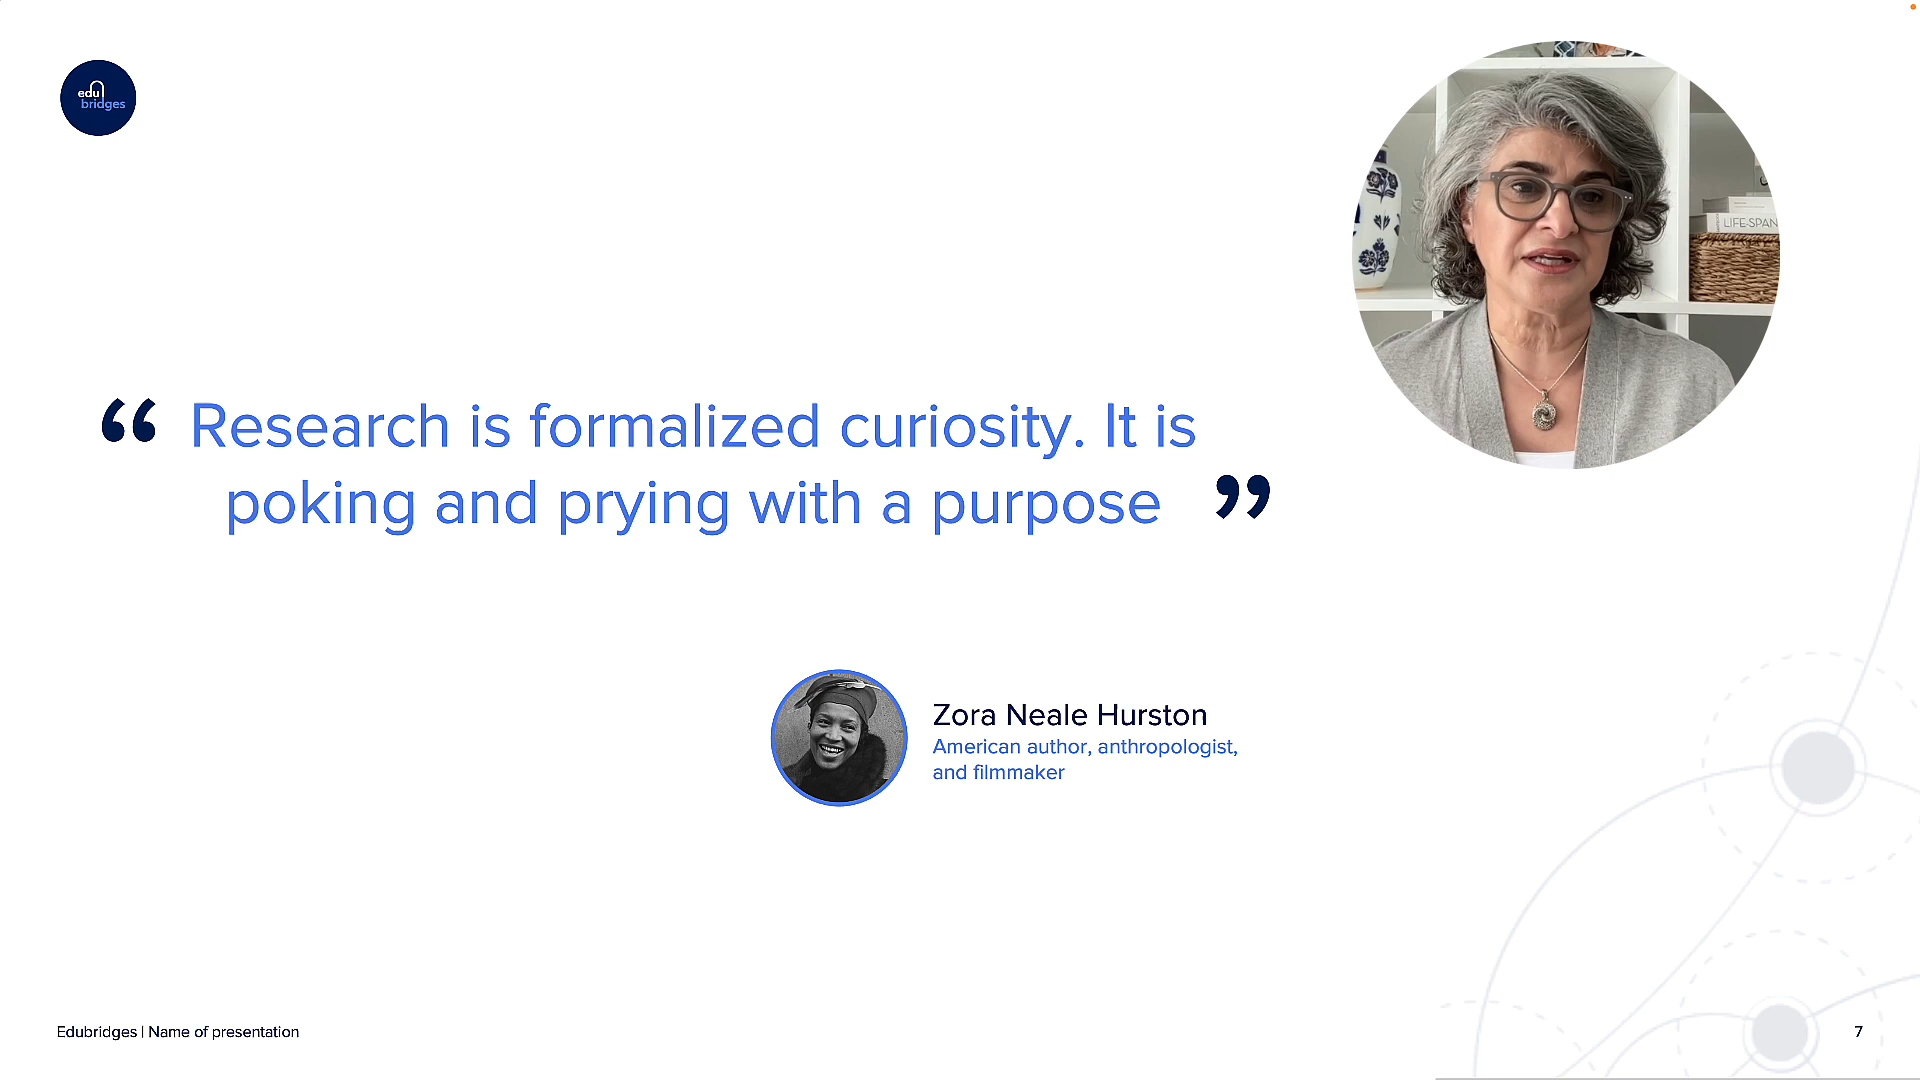 edu
bridges
LIFE-SPAN
“ Research is formalized curiosity. It is
poking and prying with a purpose ”
Zora Neale Hurston
American author, anthropologist,
and filmmaker
Edubridges | Name of presentation
7